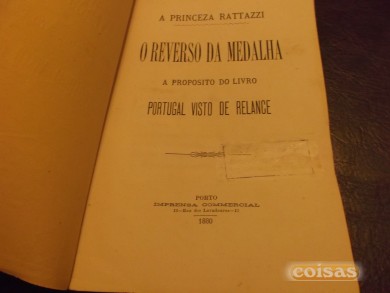 A PRINCEZA RATTAZZI
O REVERSO DA MEDALHA
A PROPOSITO DO LIVRO
PORTUGAL VISTO DE RELANCE
PORTO
IMPRENSA COMMERCIAL
1880
coisas